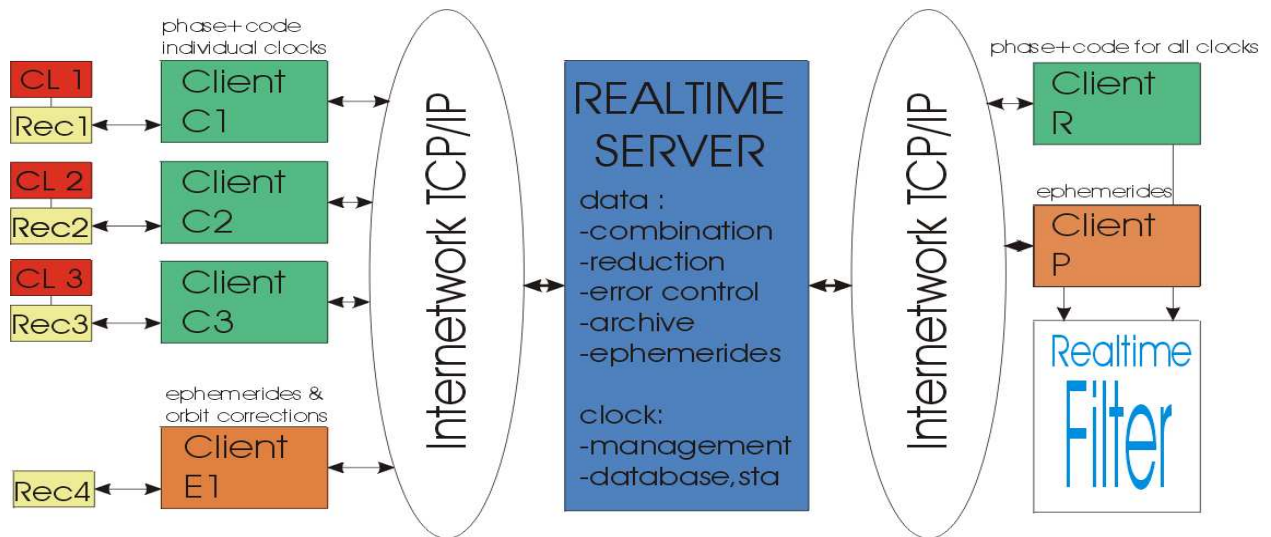 phase+code
individual clocks
CL 1
Rec1
Client
C1
CL 2
Rec2
Client
C2
CL 3
Rec3
Client
C3
ephemerides &
orbit corrections
Rec4
Client
E1
Internetwork TCP/IP
REALTIME
SERVER
data :
-combination
-reduction
-error control
-archive
-ephemerides
clock:
-management
-database,sta
Internetwork TCP/IP
phase+code for all clocks
Client
R
ephemerides
Client
P
Realtime
Filter